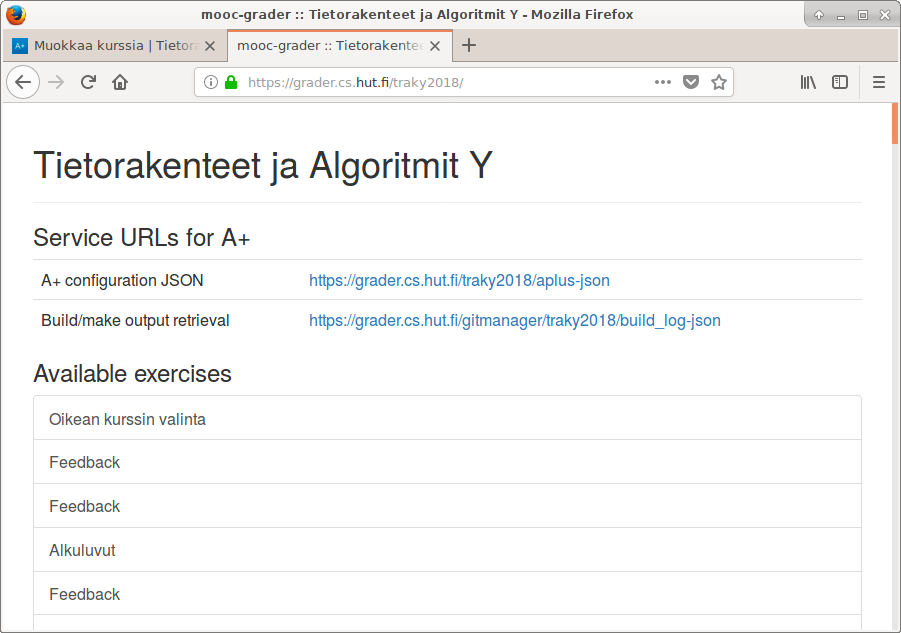 mooc-grader :: Tietorakenteet ja Algoritmit Y - Mozilla Firefox
A+ Muokkaa kurssia | Tietora
mooc-grader :: Tietorakentee
https://grader.cs.hut.fi/traky2018/
Tietorakenteet ja Algoritmit Y
Service URLs for A+
A+ configuration JSON https://grader.cs.hut.fi/traky2018/aplus-json
Build/make output retrieval https://grader.cs.hut.fi/gitmanager/traky2018/build_log-json
Available exercises
Oikean kurssin valinta
Feedback
Feedback
Alkuluvut
Feedback